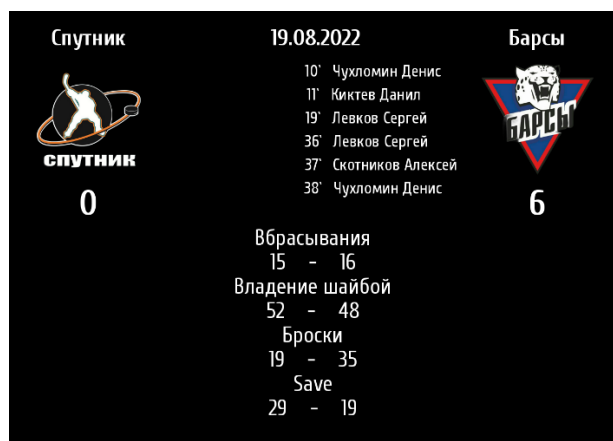 Спутник 19.08.2022 Барсы
10` Чухломин Денис
11` Киктев Данил
19` Левков Сергей
36` Левков Сергей
37` Скотников Алексей
38` Чухломин Денис
СПУТНИК
БАРСЫ
0 6
Вбрасывания
15 - 16
Владение шайбой
52 - 48
Броски
19 - 35
Save
29 - 19